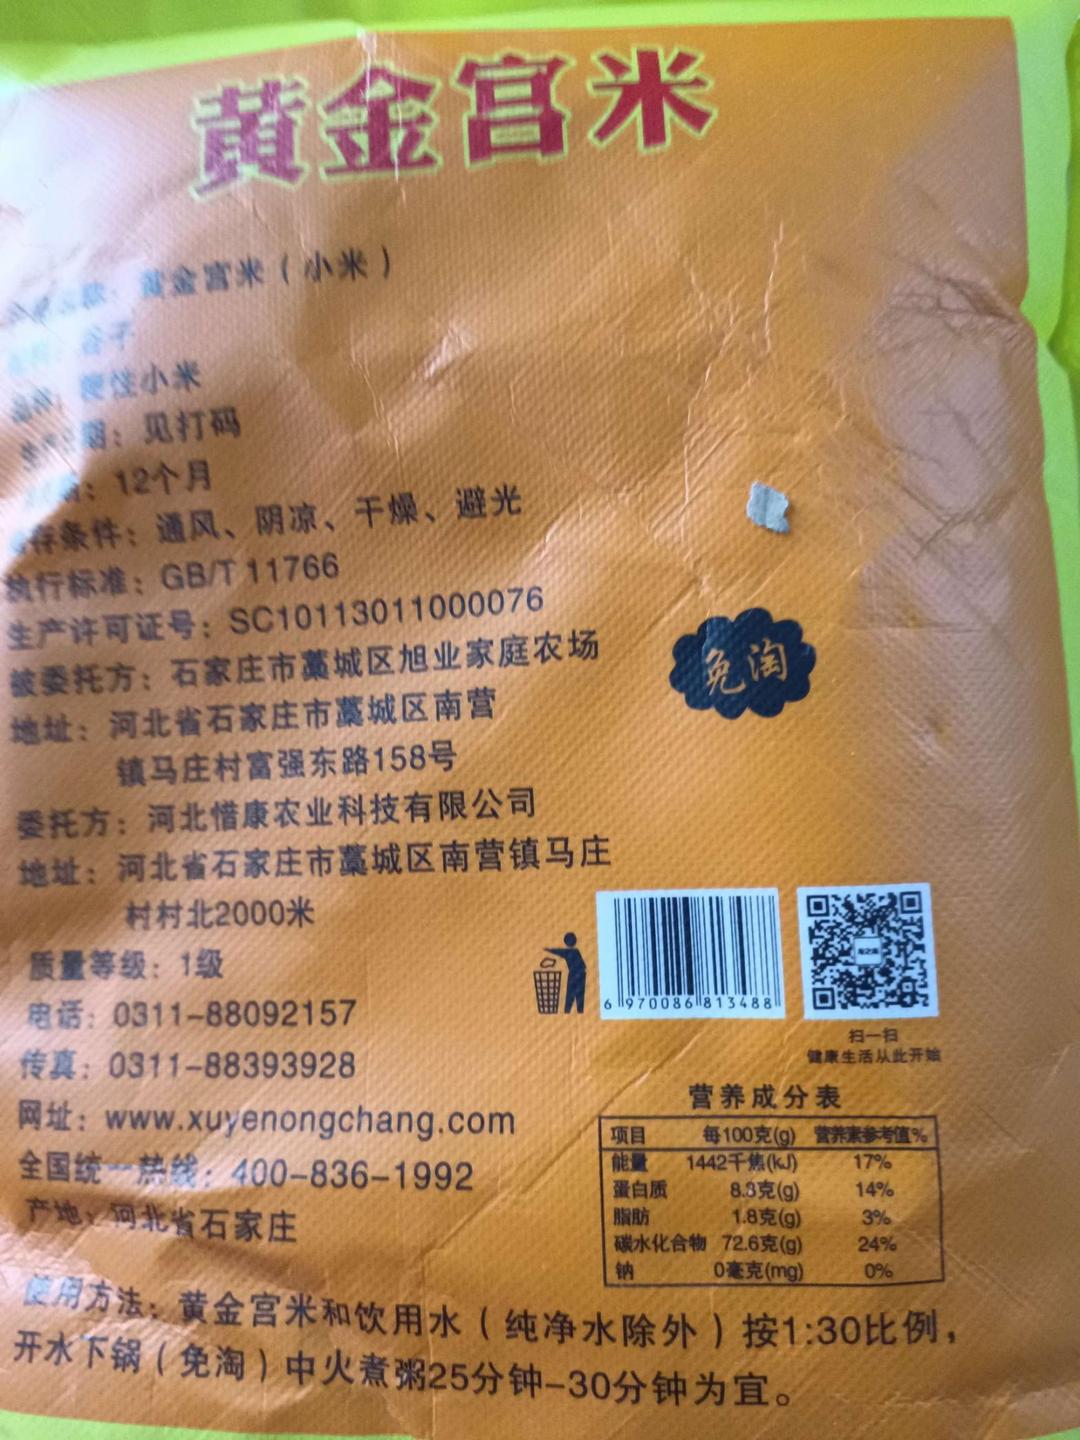 黄金宫米
黄金宫米（小米）
谷子
粳性小米
期：见打码
12个月
存条件：通风、阴凉、干燥、避光
执行标准：GB/T 11766
生产许可证号：SC10113011000076
被委托方：石家庄市藁城区旭业家庭农场
地址：河北省石家庄市藁城区南营
镇马庄村富强东路158号
委托方：河北惜康农业科技有限公司
地址：河北省石家庄市藁城区南营镇马庄
村村北2000米
质量等级：1级
电话：0311-88092157
传真：0311-88393928
网址：www.xuyenongchang.com
全国统一热线：400-836-1992
产地：河北省石家庄
免淘
6 970086 813488
扫一扫
健康生活从此开始
营养成分表
项目 每100克(g) 营养素参考值%
能量 1442千焦(kJ) 17%
蛋白质 8.3克(g) 14%
脂肪 1.8克(g) 3%
碳水化合物 72.6克(g) 24%
钠 0毫克(mg) 0%
使用方法：黄金宫米和饮用水（纯净水除外）按1:30比例，
开水下锅（免淘）中火煮粥25分钟-30分钟为宜。